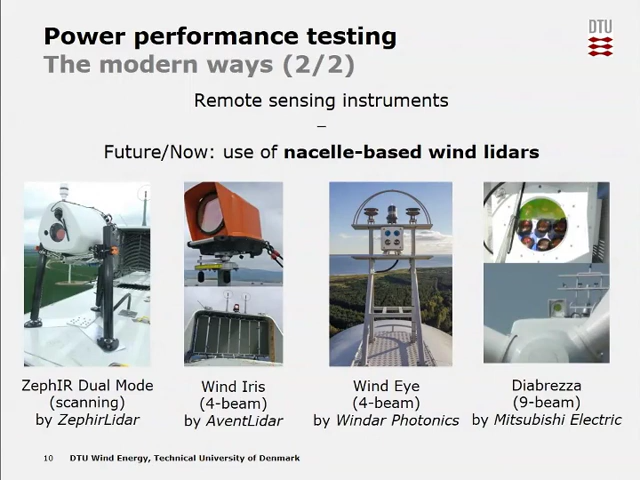 Power performance testing
The modern ways (2/2)
DTU
Remote sensing instruments
–
Future/Now: use of nacelle-based wind lidars
ZephIR Dual Mode
(scanning)
by ZephirLidar
Wind Iris
(4-beam)
by AventLidar
Wind Eye
(4-beam)
by Windar Photonics
Diabrezza
(9-beam)
by Mitsubishi Electric
10 DTU Wind Energy, Technical University of Denmark